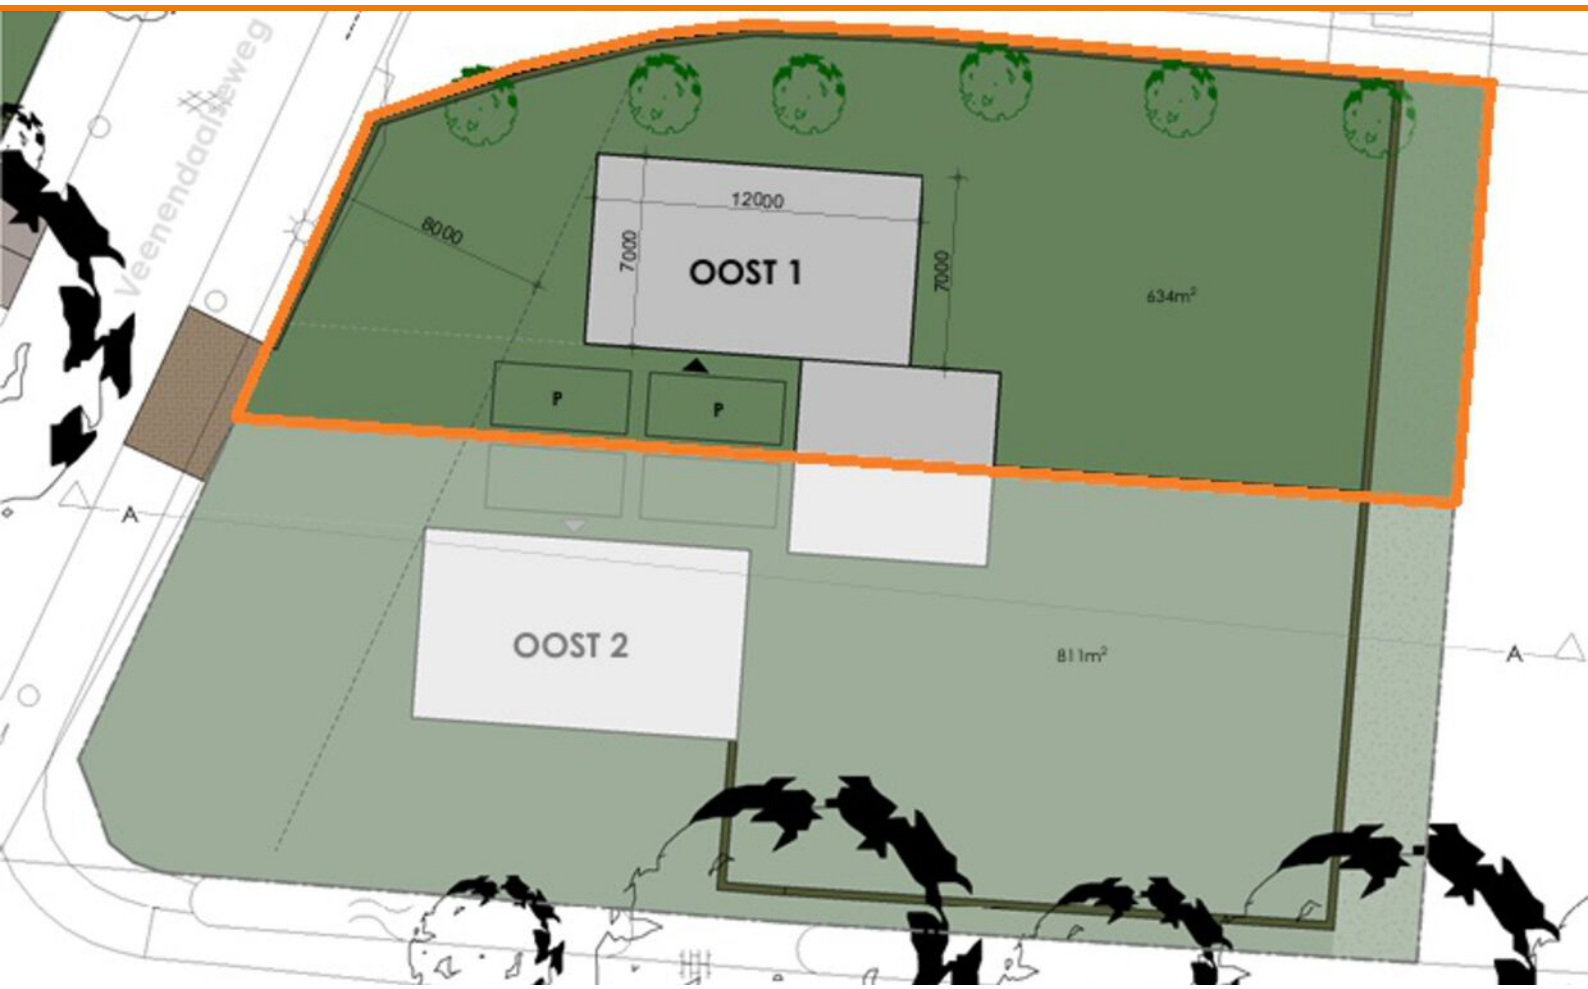 Veenendaalseweg
8000
12000
7000
OOST 1
7000
634m²
P
P
A
OOST 2
811m²
A